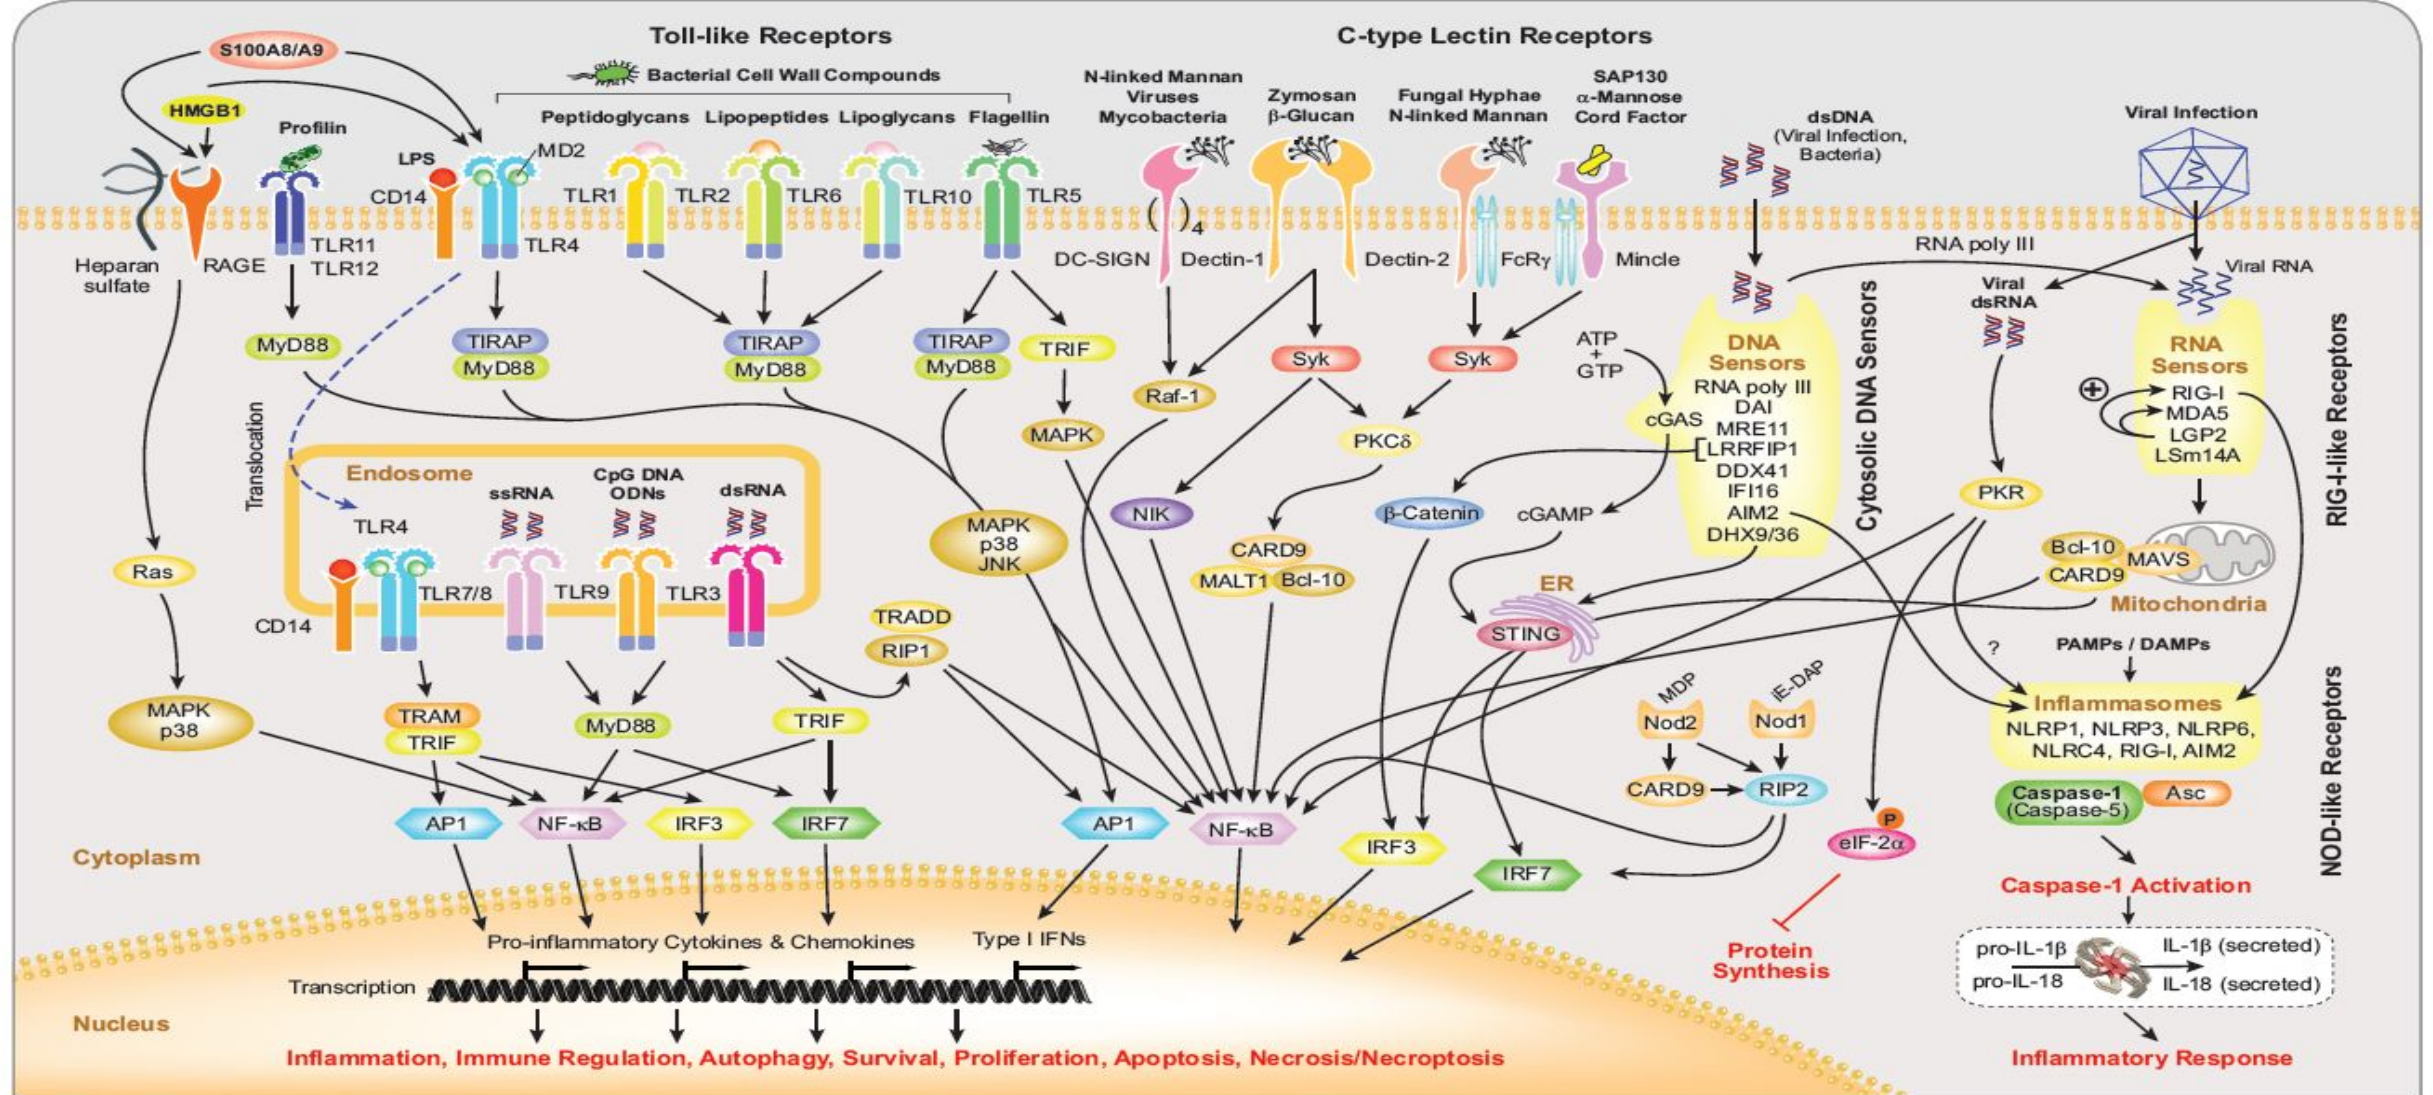 Toll-like Receptors
C-type Lectin Receptors
S100A8/A9
HMGB1
Bacterial Cell Wall Compounds
Profilin
LPS
MD2
CD14
Peptidoglycans
Lipopeptides
Lipoglycans
Flagellin
TLR1
TLR2
TLR6
TLR10
TLR5
N-linked Mannan
Viruses
Mycobacteria
Zymosan
β-Glucan
Fungal Hyphae
N-linked Mannan
SAP130
α-Mannose
Cord Factor
dsDNA
(Viral Infection,
Bacteria)
Viral Infection
Heparan
sulfate
RAGE
TLR11
TLR12
TLR4
( )4
DC-SIGN
Dectin-1
Dectin-2
FcRγ
Mincle
RNA poly III
Viral RNA
Viral
dsRNA
MyD88
TIRAP
MyD88
TIRAP
MyD88
TIRAP
MyD88
TRIF
MAPK
Raf-1
Syk
Syk
PKCδ
ATP
+
GTP
cGAS
DNA
Sensors
RNA poly III
DAI
MRE11
LRRFIP1
DDX41
IFI16
AIM2
DHX9/36
Cytosolic DNA Sensors
RNA
Sensors
+
RIG-I
MDA5
LGP2
LSm14A
RIG-I-like Receptors
Translocation
Endosome
TLR4
ssRNA
CpG DNA
ODNs
dsRNA
TLR7/8
TLR9
TLR3
CD14
Ras
MAPK
p38
MAPK
p38
JNK
NIK
CARD9
MALT1
Bcl-10
β-Catenin
cGAMP
ER
STING
PKR
Bcl-10
CARD9
MAVS
Mitochondria
TRADD
RIP1
TRAM
TRIF
MyD88
TRIF
?
PAMPs / DAMPs
MDP
iE-DAP
Nod2
Nod1
CARD9
RIP2
Inflammasomes
NLRP1, NLRP3, NLRP6,
NLRC4, RIG-I, AIM2
Caspase-1
(Caspase-5)
Asc
NOD-like Receptors
AP1
NF-κB
IRF3
IRF7
AP1
NF-κB
IRF3
IRF7
P
eIF-2α
Cytoplasm
Caspase-1 Activation
Pro-inflammatory Cytokines & Chemokines
Type I IFNs
Protein
Synthesis
pro-IL-1β
pro-IL-18
IL-1β (secreted)
IL-18 (secreted)
Transcription
Nucleus
Inflammation, Immune Regulation, Autophagy, Survival, Proliferation, Apoptosis, Necrosis/Necroptosis
Inflammatory Response